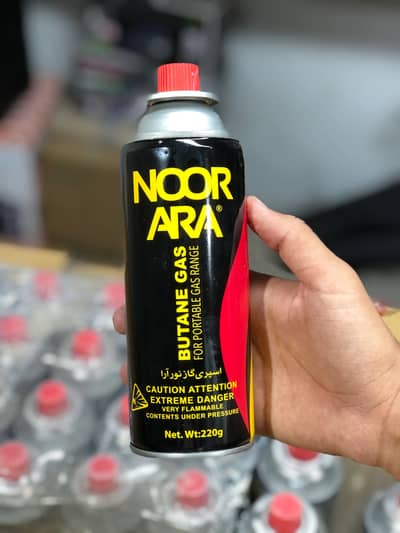 NOOR
ARA®
BUTANE GAS
FOR PORTABLE GAS RANGE
اسپری گاز نور آرا
CAUTION ATTENTION
EXTREME DANGER
VERY FLAMMABLE
CONTENTS UNDER PRESSURE
Net. Wt:220g